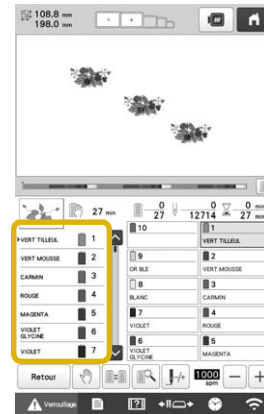 108.8 mm
198.0 mm
27 min
0
27
0
12714
0
27 min
VERT TILLEUL 1
VERT MOUSSE 2
CARMIN 3
ROUGE 4
MAGENTA 5
VIOLET GLYCINE 6
VIOLET 7
10
9
OR BLE
8
BLANC
7
VIOLET
6
VIOLET GLYCINE
1
VERT TILLEUL
2
VERT MOUSSE
3
CARMIN
4
ROUGE
5
MAGENTA
Retour
1000 spm
Verrouillage